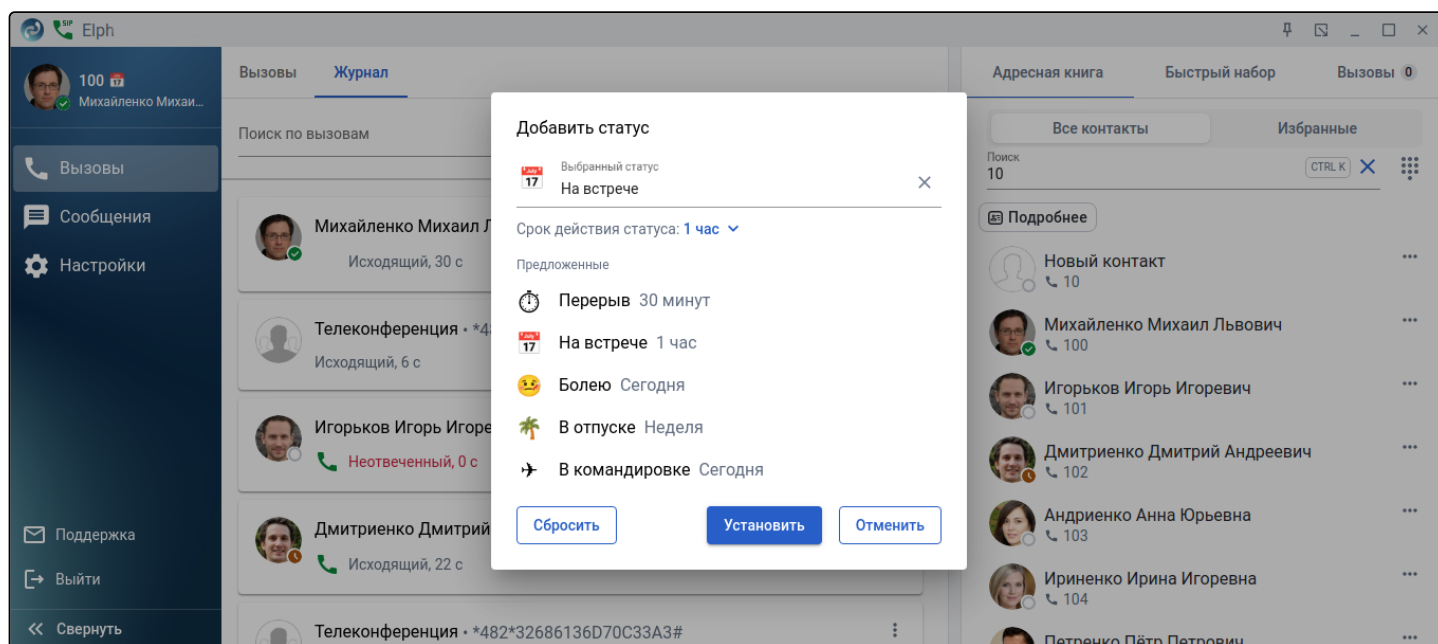 SIP Elph
100
Михайленко Михаи...
Вызовы
Сообщения
Настройки
Поддержка
Выйти
Свернуть
Вызовы Журнал
Поиск по вызовам
Михайленко Михаил Л
Исходящий, 30 с
Телеконференция • *48
Исходящий, 6 с
Игорьков Игорь Игоре
Неотвеченный, 0 с
Дмитриенко Дмитрий
Исходящий, 22 с
Телеконференция • *482*32686136D70C33A3#
Добавить статус
Выбранный статус
17 На встрече
Срок действия статуса: 1 час
Предложенные
Перерыв 30 минут
17 На встрече 1 час
Болею Сегодня
В отпуске Неделя
В командировке Сегодня
Сбросить Установить Отменить
Адресная книга Быстрый набор Вызовы 0
Все контакты Избранные
Поиск
10 CTRL K
Подробнее
Новый контакт
10
Михайленко Михаил Львович
100
Игорьков Игорь Игоревич
101
Дмитриенко Дмитрий Андреевич
102
Андриенко Анна Юрьевна
103
Ириненко Ирина Игоревна
104
Петренко Пётр Петрович